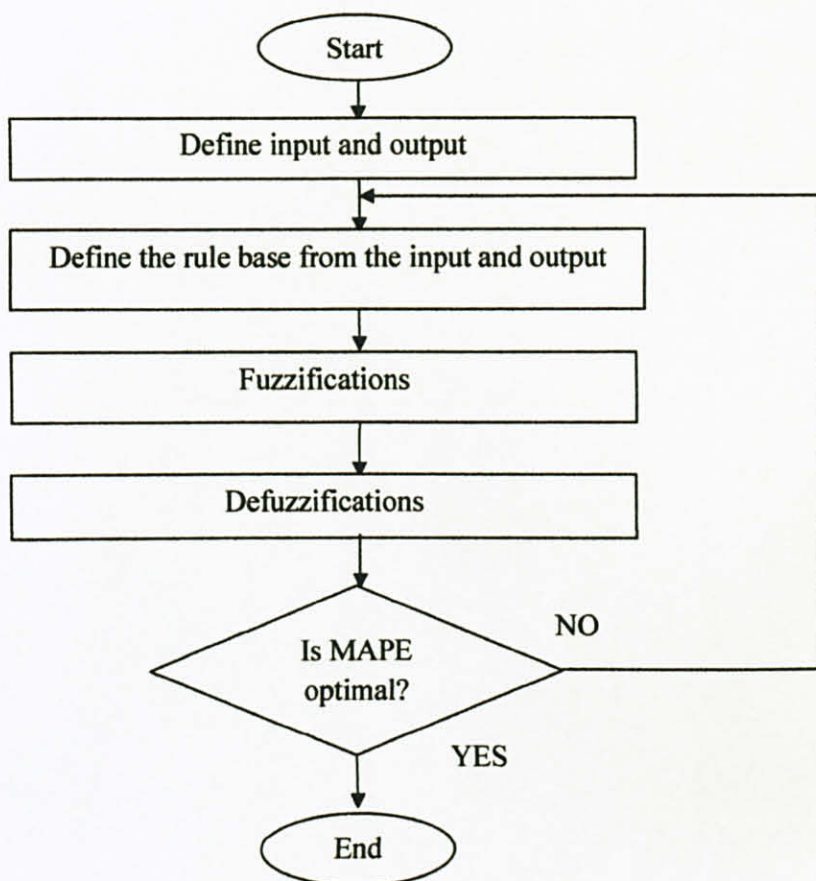 Start
Define input and output
Define the rule base from the input and output
Fuzzifications
Defuzzifications
Is MAPE
optimal?
NO
YES
End